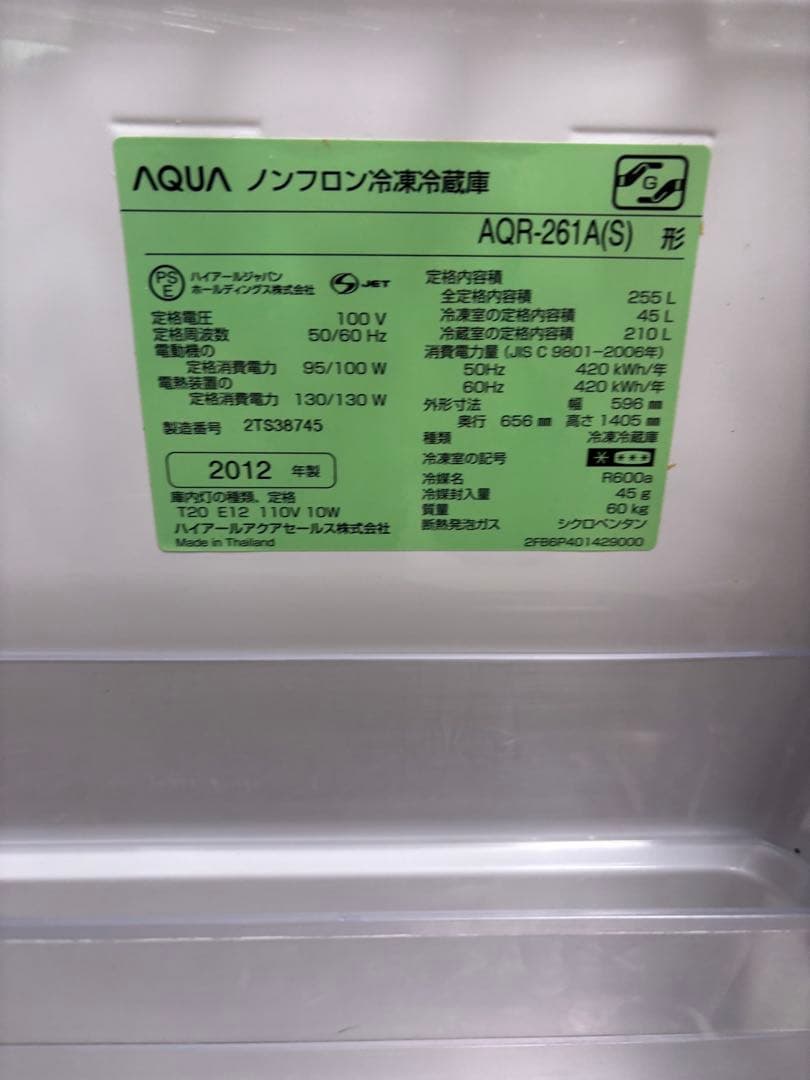 AQUA ノンフロン冷凍冷蔵庫
G
AQR-261A(S) 形
PS
E
ハイアールジャパン
ホールディングス株式会社
JET
定格電圧 100 V
定格周波数 50/60 Hz
電動機の
定格消費電力 95/100 W
電熱装置の
定格消費電力 130/130 W
製造番号 2TS38745
2012 年製
庫内灯の種類、定格
T20 E12 110V 10W
ハイアールアクアセールス株式会社
Made in Thailand
定格内容積
全定格内容積 255 L
冷凍室の定格内容積 45 L
冷蔵室の定格内容積 210 L
消費電力量 (JIS C 9801-2006年)
50Hz 420 kWh/年
60Hz 420 kWh/年
外形寸法 幅 596 ㎜
奥行 656 ㎜ 高さ 1405 ㎜
種類 冷凍冷蔵庫
冷凍室の記号
冷媒名 R600a
冷媒封入量 45 g
質量 60 kg
断熱発泡ガス シクロペンタン
2FB6P401429000